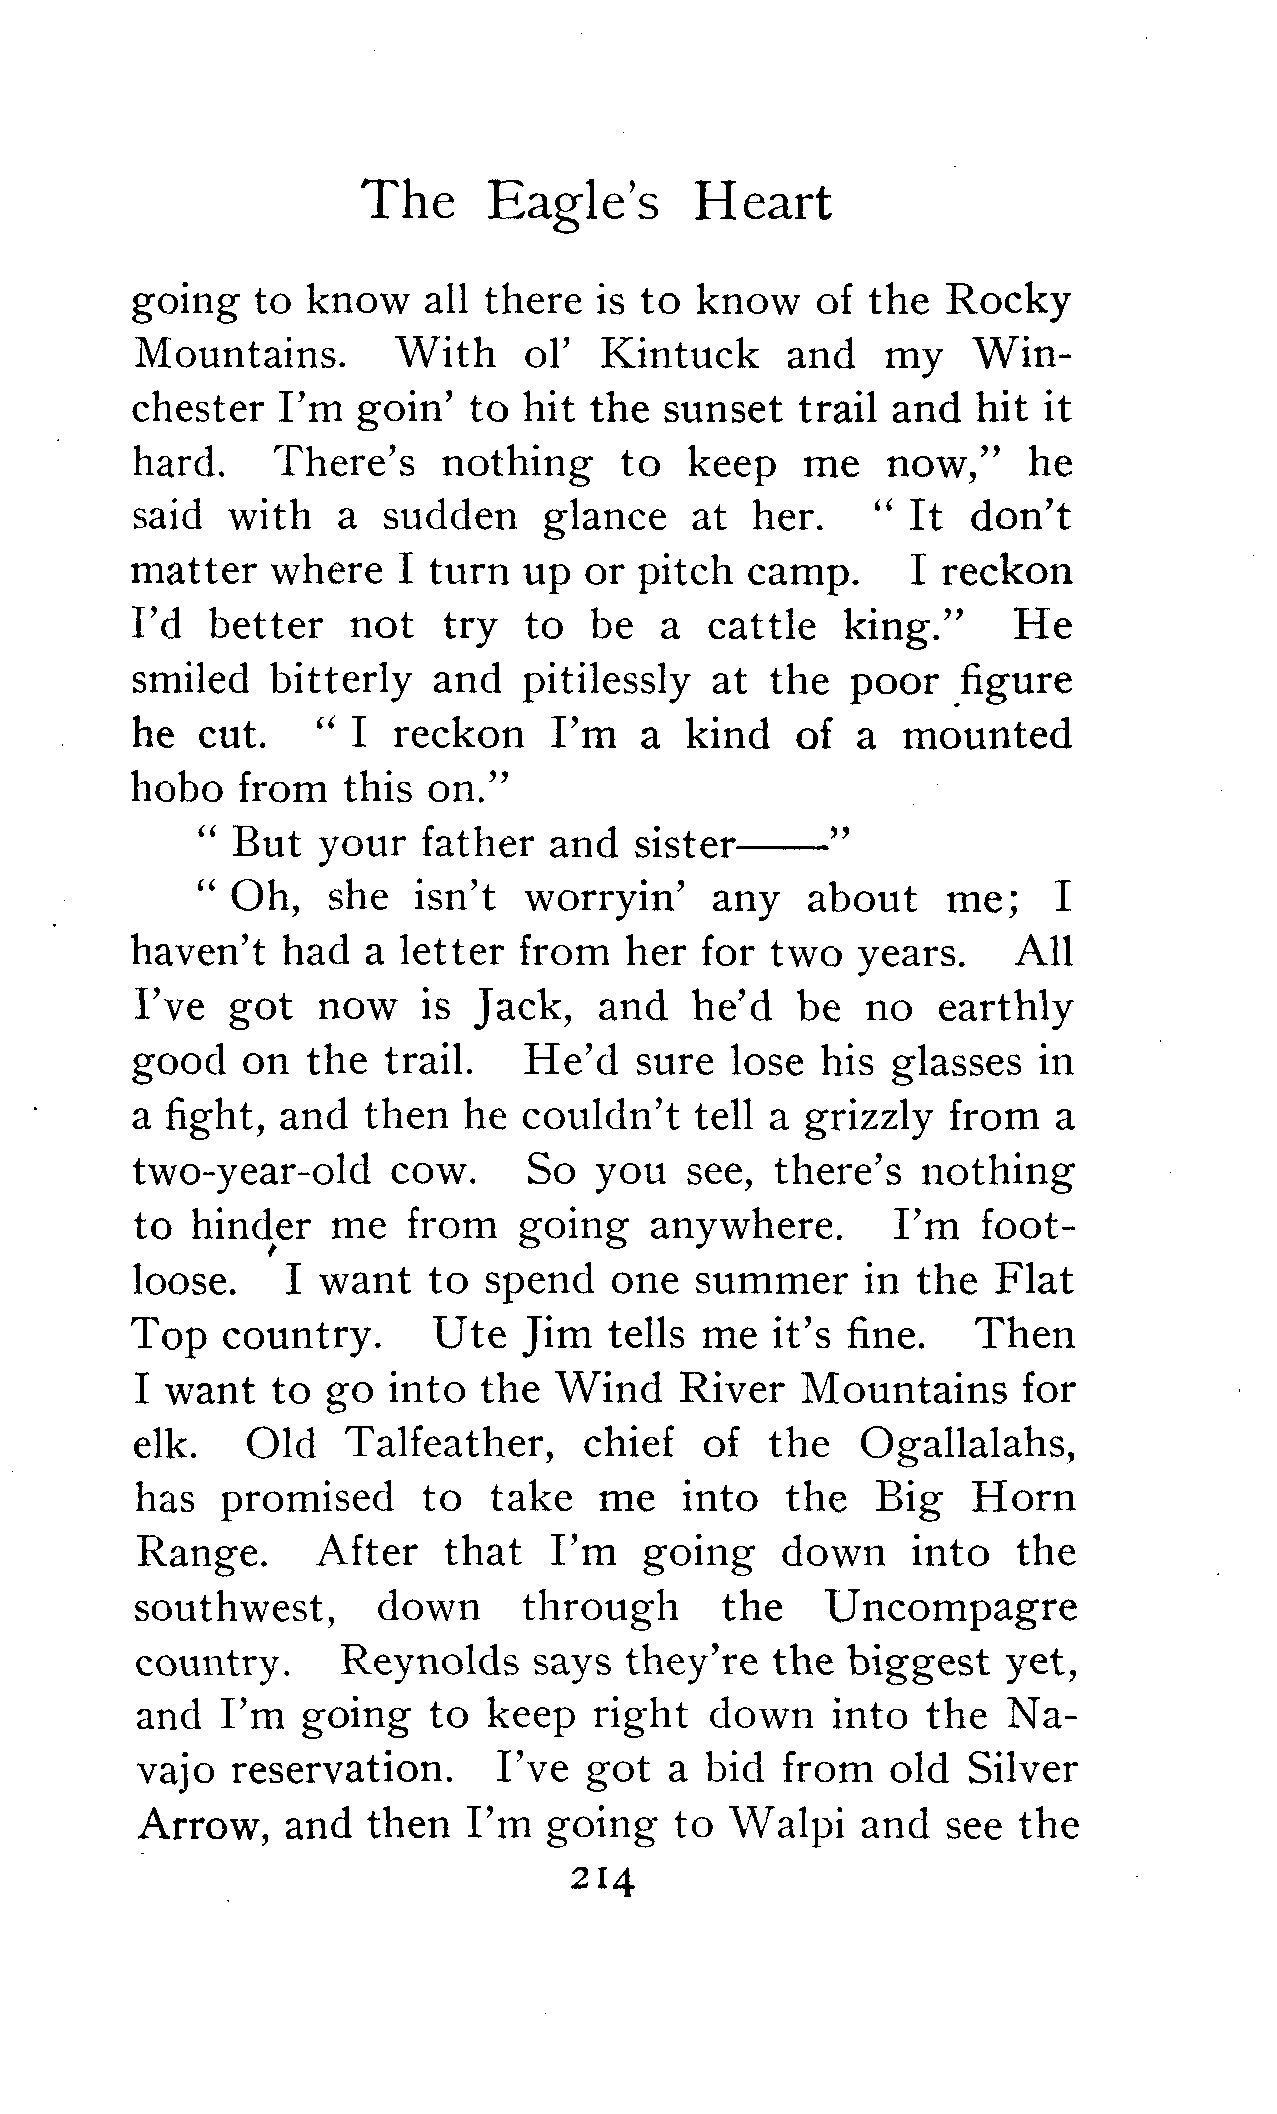 The Eagle's Heart
going to know all there is to know of the Rocky
Mountains. With ol' Kintuck and my Win-
chester I'm goin' to hit the sunset trail and hit it
hard. There's nothing to keep me now," he
said with a sudden glance at her. " It don't
matter where I turn up or pitch camp. I reckon
I'd better not try to be a cattle king." He
smiled bitterly and pitilessly at the poor figure
he cut. " I reckon I'm a kind of a mounted
hobo from this on."
" But your father and sister——"
" Oh, she isn't worryin' any about me; I
haven't had a letter from her for two years. All
I've got now is Jack, and he'd be no earthly
good on the trail. He'd sure lose his glasses in
a fight, and then he couldn't tell a grizzly from a
two-year-old cow. So you see, there's nothing
to hinder me from going anywhere. I'm foot-
loose. I want to spend one summer in the Flat
Top country. Ute Jim tells me it's fine. Then
I want to go into the Wind River Mountains for
elk. Old Talfeather, chief of the Ogallalahs,
has promised to take me into the Big Horn
Range. After that I'm going down into the
southwest, down through the Uncompagre
country. Reynolds says they're the biggest yet,
and I'm going to keep right down into the Na-
vajo reservation. I've got a bid from old Silver
Arrow, and then I'm going to Walpi and see the
214